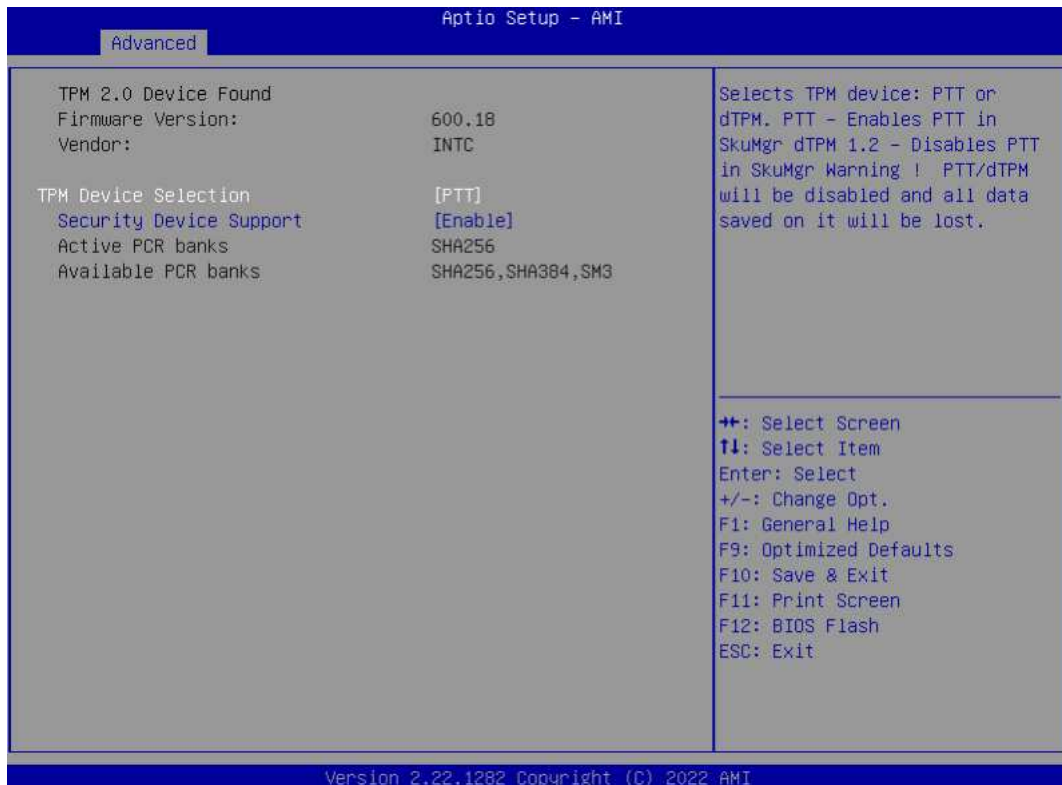 Aptio Setup - AMI
Advanced
TPM 2.0 Device Found
Firmware Version: 600.18
Vendor: INTC
TPM Device Selection [PTT]
Security Device Support [Enable]
Active PCR banks SHA256
Available PCR banks SHA256,SHA384,SM3
Selects TPM device: PTT or
dTPM. PTT - Enables PTT in
SkuMgr dTPM 1.2 - Disables PTT
in SkuMgr Warning ! PTT/dTPM
will be disabled and all data
saved on it will be lost.
→←: Select Screen
↑↓: Select Item
Enter: Select
+/-: Change Opt.
F1: General Help
F9: Optimized Defaults
F10: Save & Exit
F11: Print Screen
F12: BIOS Flash
ESC: Exit
Version 2.22.1282 Copyright (C) 2022 AMI